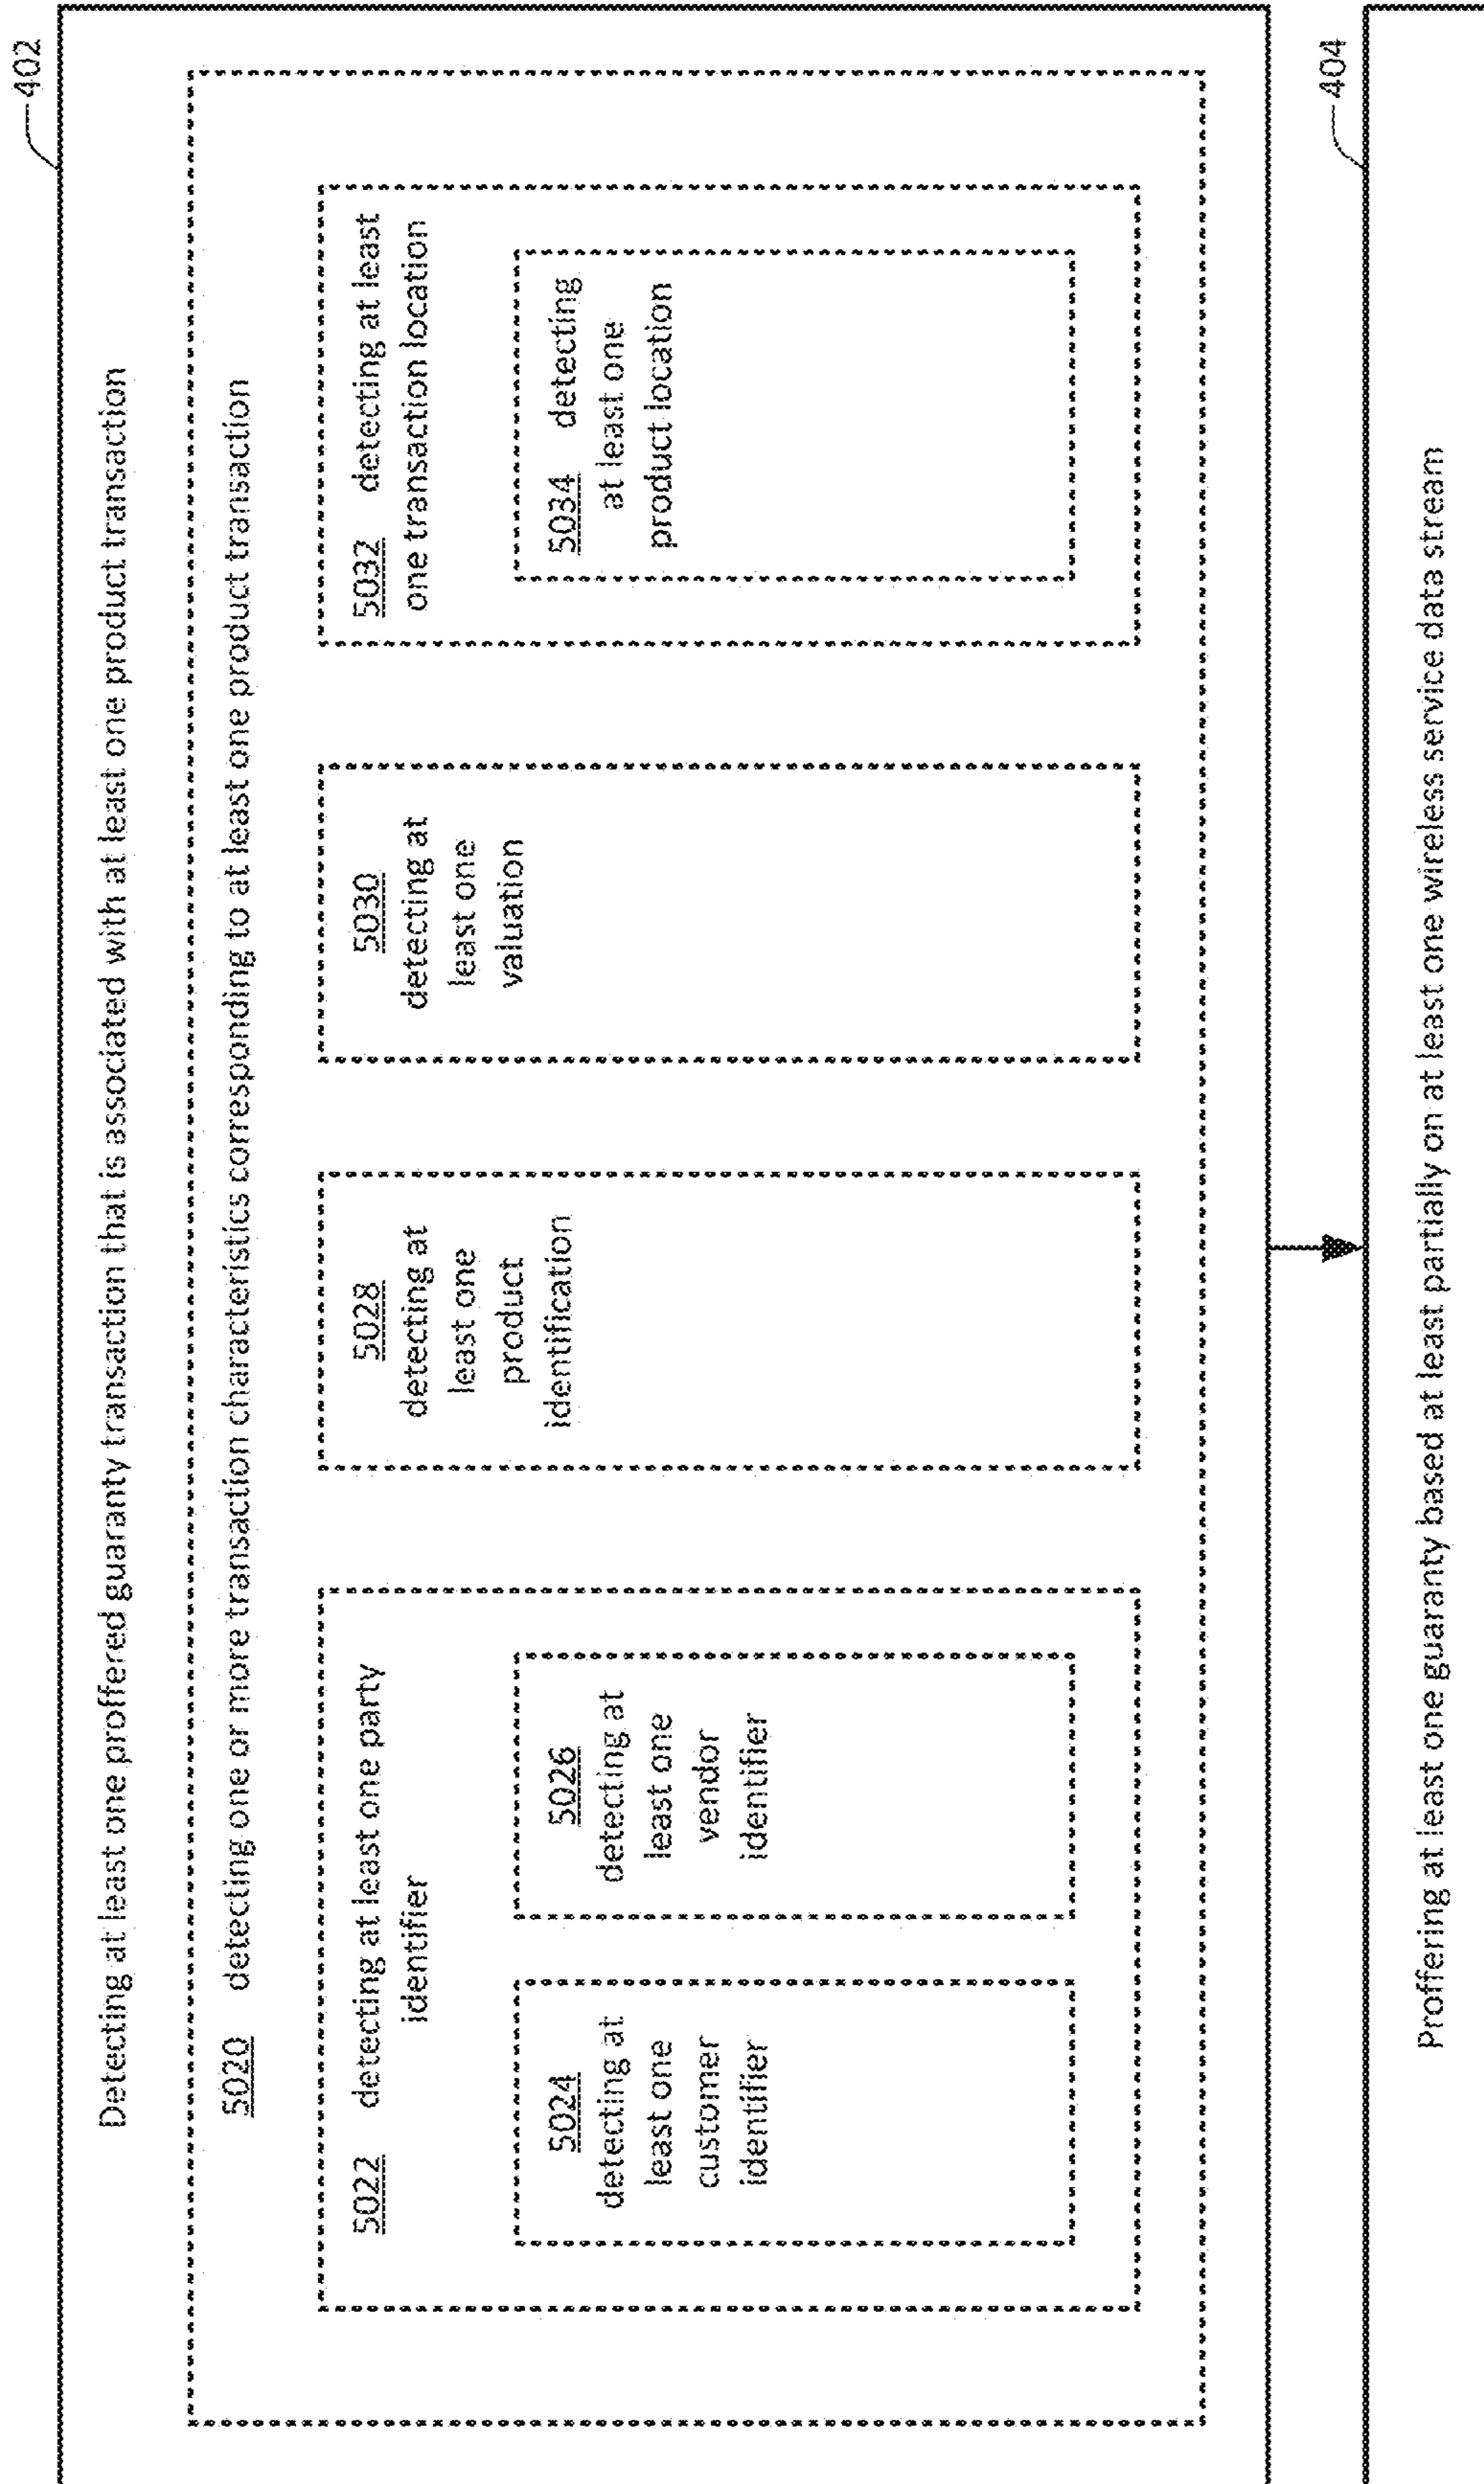 402
Detecting at least one proffered guaranty transaction that is associated with at least one product transaction
5020 detecting one or more transaction characteristics corresponding to at least one product transaction
5022 detecting at least one party
identifier
5024
detecting at
least one
customer
identifier
5026
detecting at
least one
vendor
identifier
5028
detecting at
least one
product
identification
5030
detecting at
least one
valuation
5032 detecting at least
one transaction location
5034 detecting
at least one
product location
404
Proffering at least one guaranty based at least partially on at least one wireless service data stream